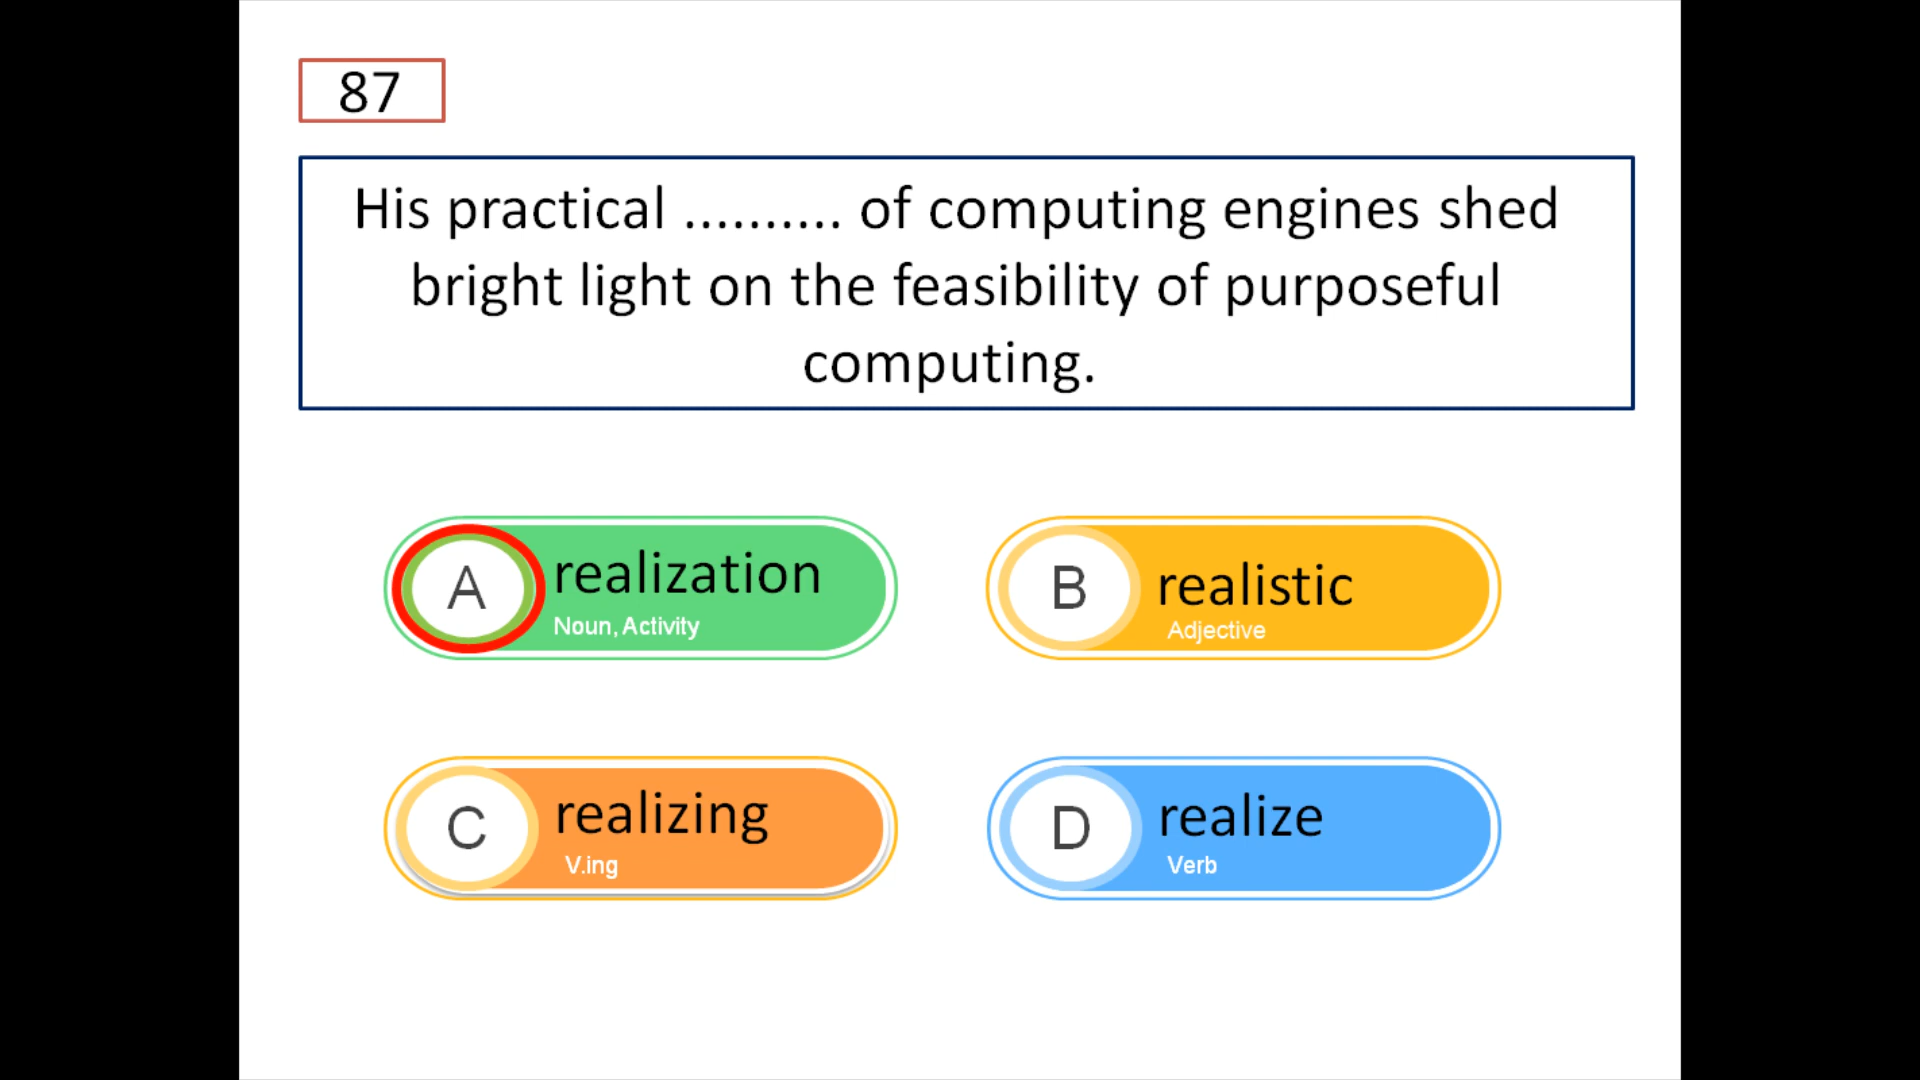 87
His practical .......... of computing engines shed
bright light on the feasibility of purposeful
computing.
A realization
Noun, Activity
B realistic
Adjective
C realizing
V.ing
D realize
Verb